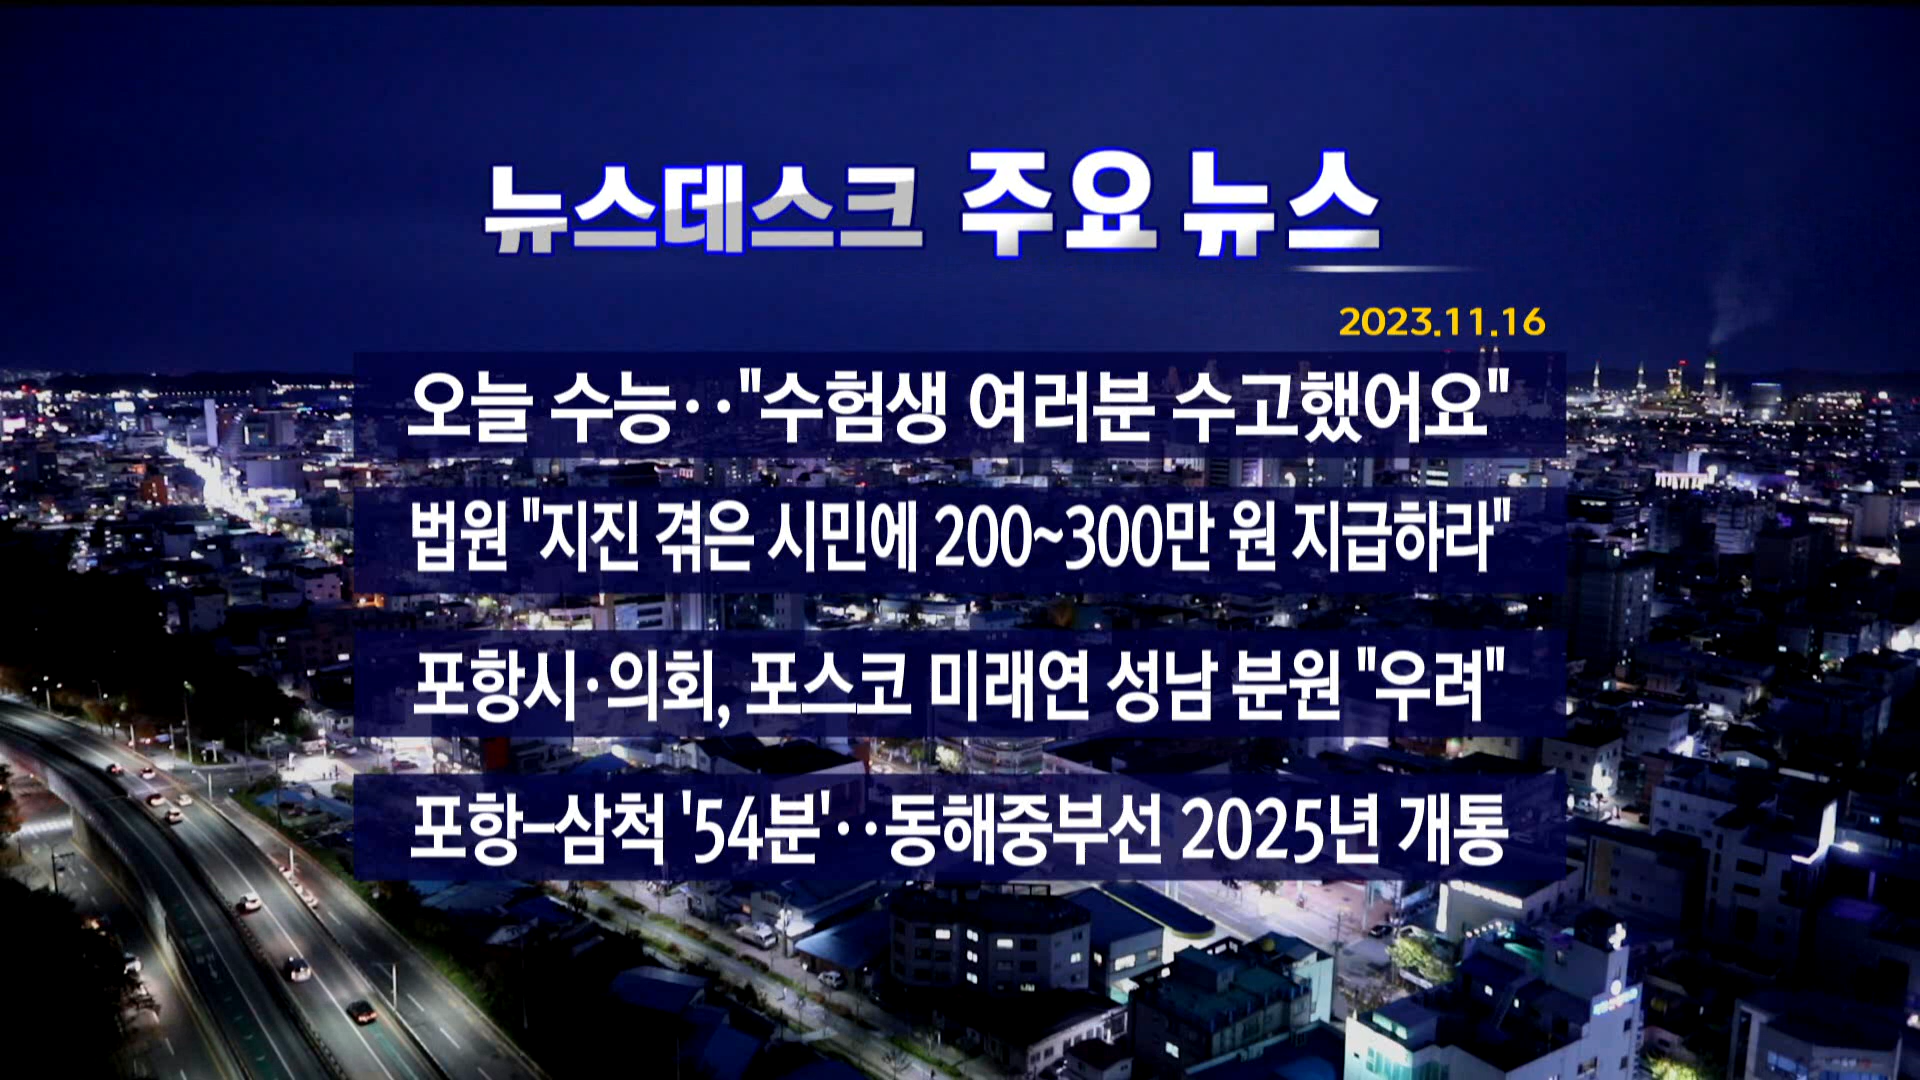 뉴스데스크 주요 뉴스
2023.11.16
오늘 수능··"수험생 여러분 수고했어요"
법원 "지진 겪은 시민에 200~300만 원 지급하라"
포항시·의회, 포스코 미래연 성남 분원 "우려"
포항-삼척 '54분'··동해중부선 2025년 개통